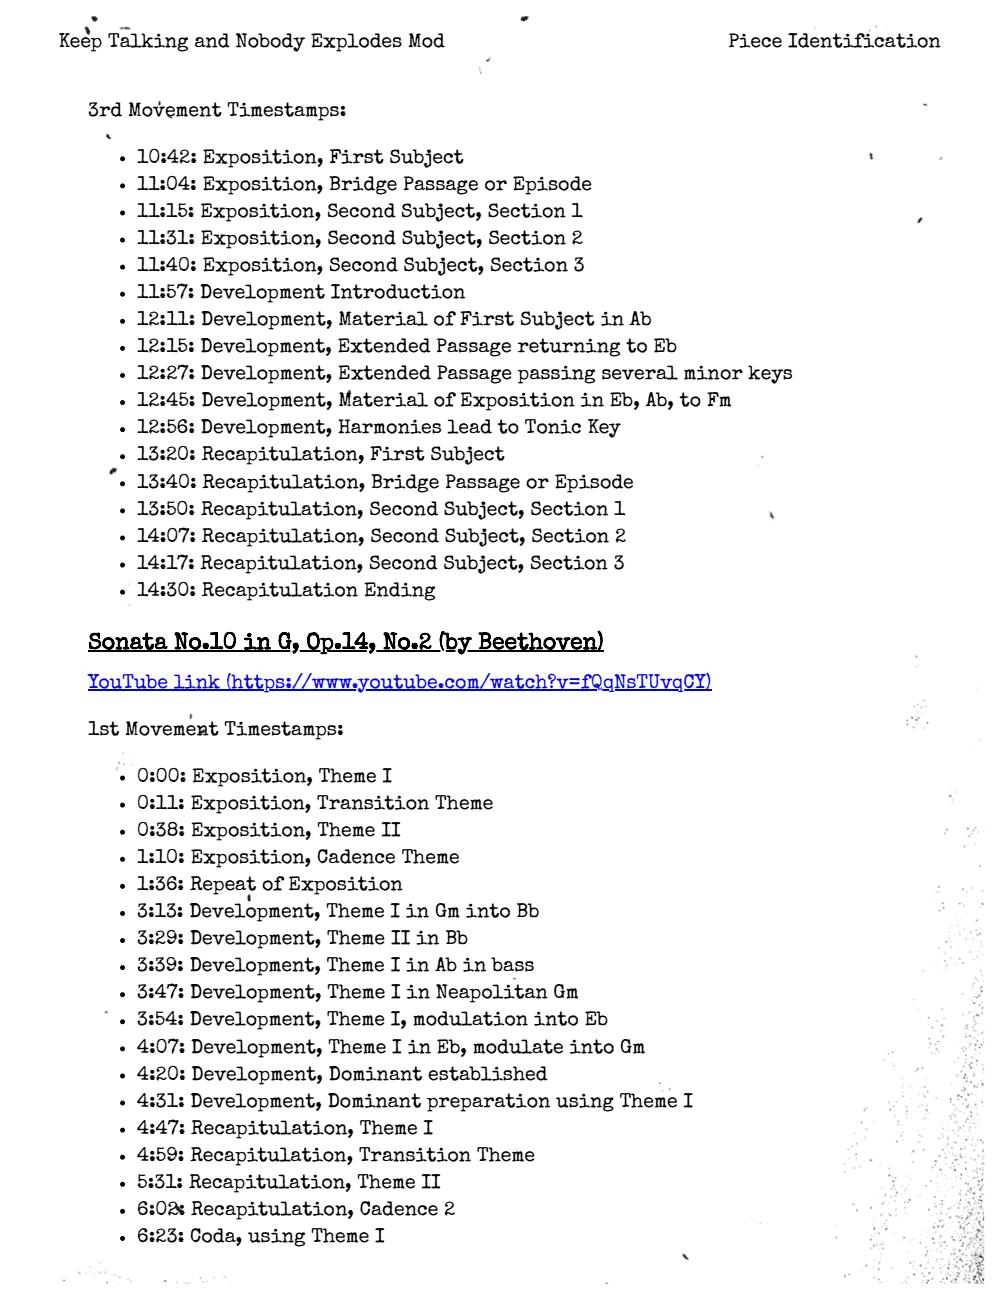 Keep Talking and Nobody Explodes Mod
Piece Identification
3rd Movement Timestamps:
• 10:42: Exposition, First Subject
• 11:04: Exposition, Bridge Passage or Episode
• 11:15: Exposition, Second Subject, Section 1
• 11:31: Exposition, Second Subject, Section 2
• 11:40: Exposition, Second Subject, Section 3
• 11:57: Development Introduction
• 12:11: Development, Material of First Subject in Ab
• 12:15: Development, Extended Passage returning to Eb
• 12:27: Development, Extended Passage passing several minor keys
• 12:45: Development, Material of Exposition in Eb, Ab, to Fm
• 12:56: Development, Harmonies lead to Tonic Key
• 13:20: Recapitulation, First Subject
• 13:40: Recapitulation, Bridge Passage or Episode
• 13:50: Recapitulation, Second Subject, Section 1
• 14:07: Recapitulation, Second Subject, Section 2
• 14:17: Recapitulation, Second Subject, Section 3
• 14:30: Recapitulation Ending
Sonata No.10 in G, Op.14, No.2 (by Beethoven)
YouTube link (https://www.youtube.com/watch?v=fQqNsTUvqCY)
1st Movement Timestamps:
• 0:00: Exposition, Theme I
• 0:11: Exposition, Transition Theme
• 0:38: Exposition, Theme II
• 1:10: Exposition, Cadence Theme
• 1:36: Repeat of Exposition
• 3:13: Development, Theme I in Gm into Bb
• 3:29: Development, Theme II in Bb
• 3:39: Development, Theme I in Ab in bass
• 3:47: Development, Theme I in Neapolitan Gm
• 3:54: Development, Theme I, modulation into Eb
• 4:07: Development, Theme I in Eb, modulate into Gm
• 4:20: Development, Dominant established
• 4:31: Development, Dominant preparation using Theme I
• 4:47: Recapitulation, Theme I
• 4:59: Recapitulation, Transition Theme
• 5:31: Recapitulation, Theme II
• 6:02: Recapitulation, Cadence 2
• 6:23: Coda, using Theme I